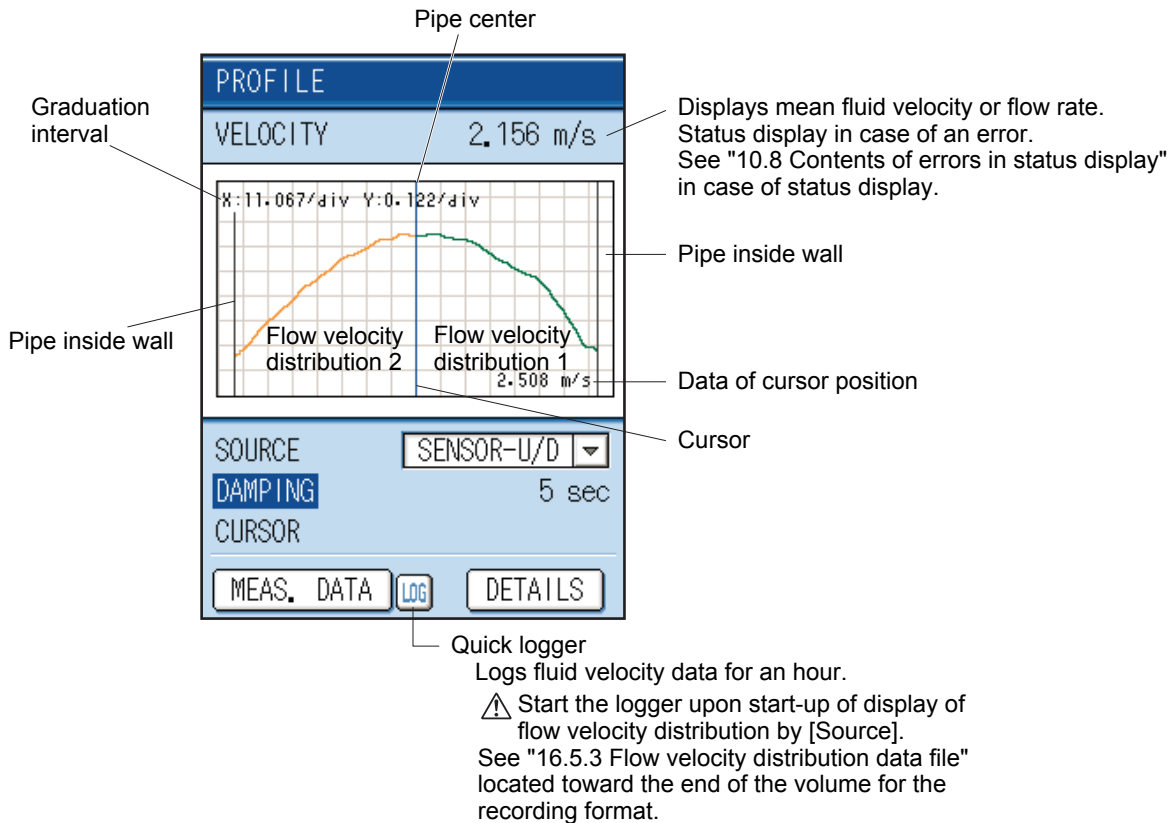 Pipe center
PROFILE
Graduation
interval
VELOCITY 2.156 m/s
Displays mean fluid velocity or flow rate.
Status display in case of an error.
See "10.8 Contents of errors in status display"
in case of status display.
X:11.067/div Y:0.122/div
Pipe inside wall
Pipe inside wall
Flow velocity
distribution 2
Flow velocity
distribution 1
2.508 m/s
Data of cursor position
Cursor
SOURCE SENSOR-U/D
DAMPING 5 sec
CURSOR
MEAS. DATA LOG DETAILS
Quick logger
Logs fluid velocity data for an hour.
Start the logger upon start-up of display of
flow velocity distribution by [Source].
See "16.5.3 Flow velocity distribution data file"
located toward the end of the volume for the
recording format.